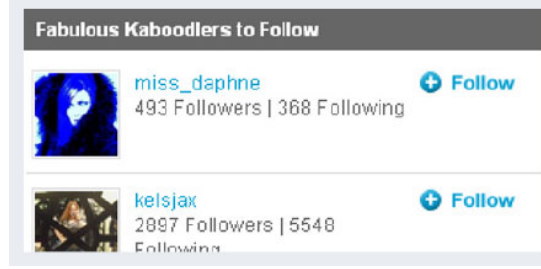 Fabulous Kaboodlers to Follow
miss_daphne
Follow
493 Followers | 368 Following
kelsjax
Follow
2897 Followers | 5548
Following